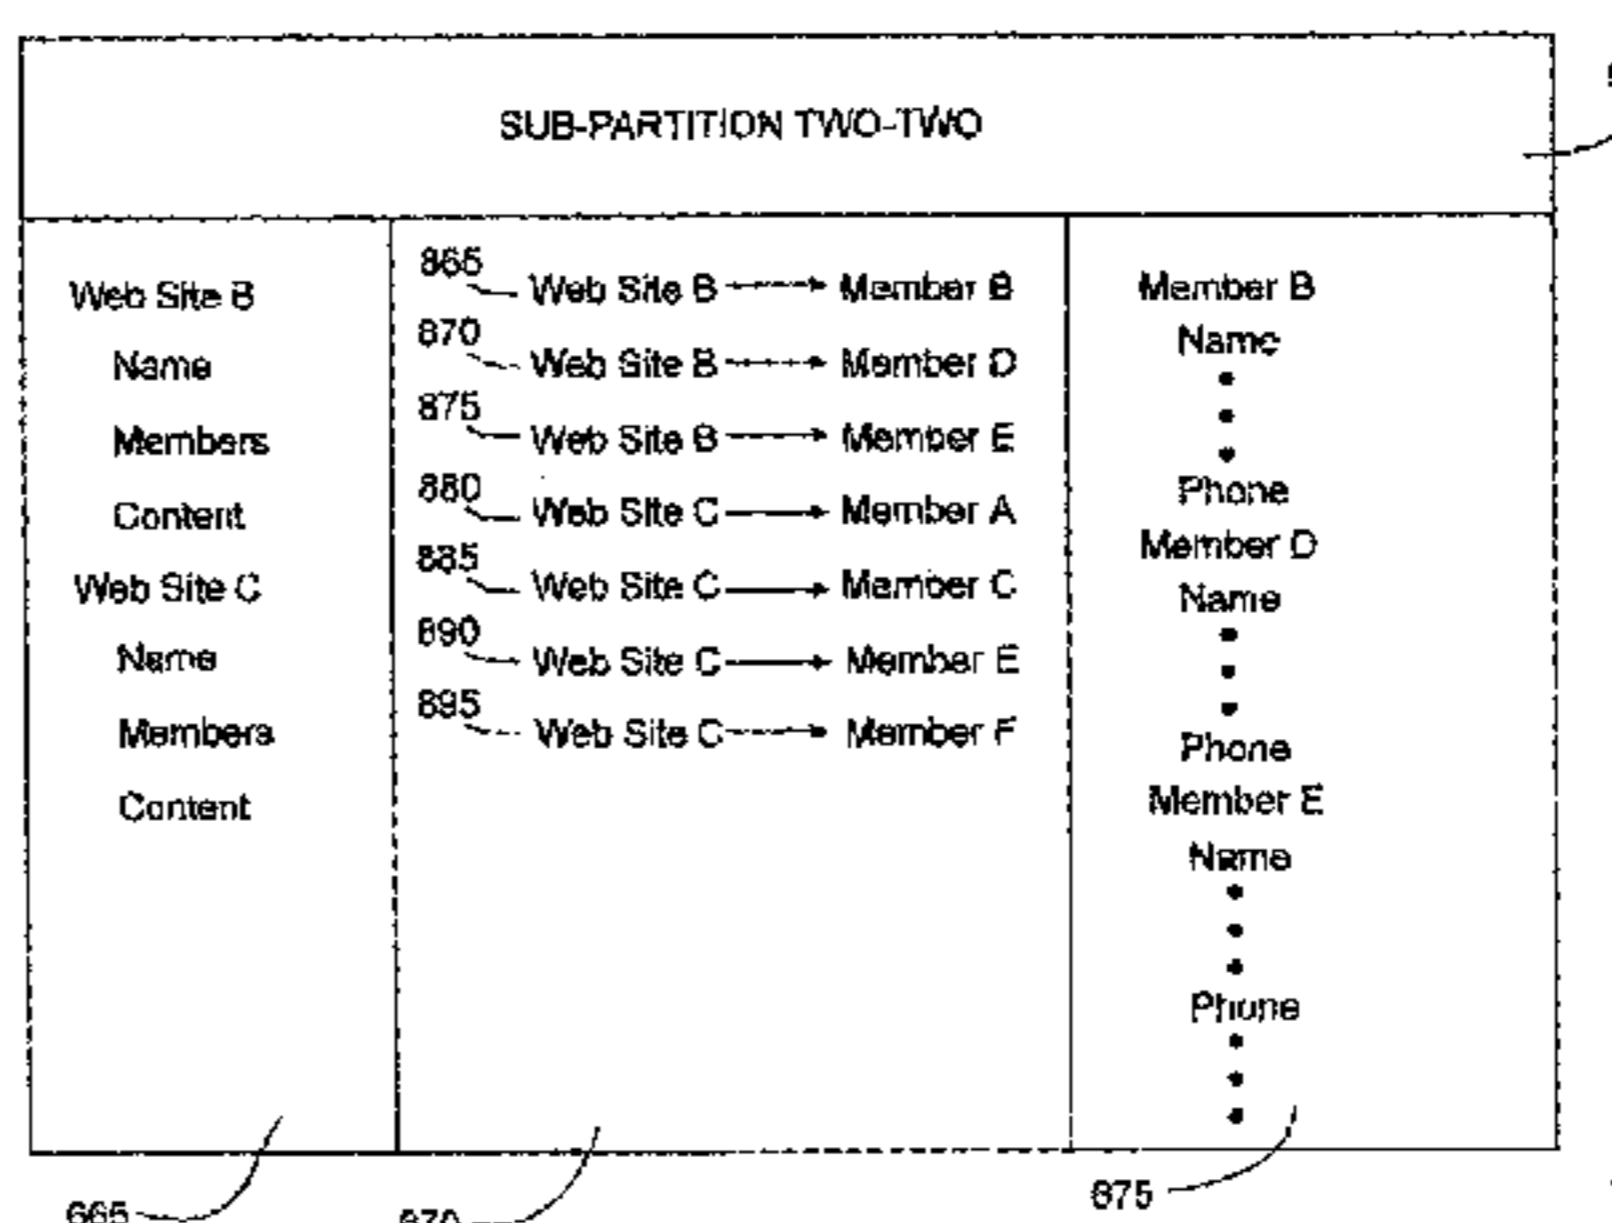 SUB-PARTITION TWO-TWO
Web Site B
Name
Members
Content
Web Site C
Name
Members
Content
865 Web Site B Member B
870 Web Site B Member D
875 Web Site B Member E
880 Web Site C Member A
885 Web Site C Member C
890 Web Site C Member E
895 Web Site C Member F
Member B
Name
Phone
Member D
Name
Phone
Member E
Name
Phone